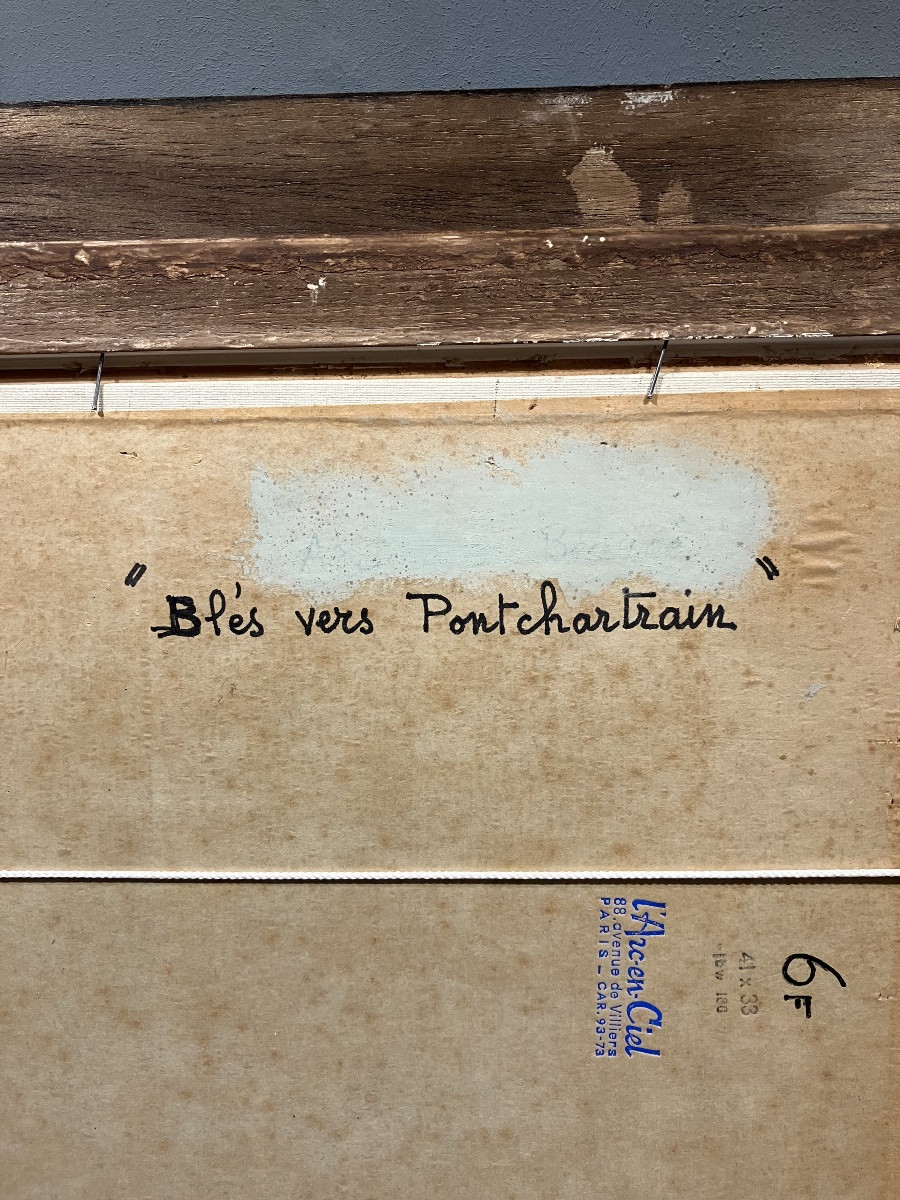 " Blés vers Pontchartrain "
l'Arc-en-Ciel
88, avenue de Villiers
PARIS – CAR. 93-73
41 x 33
6F